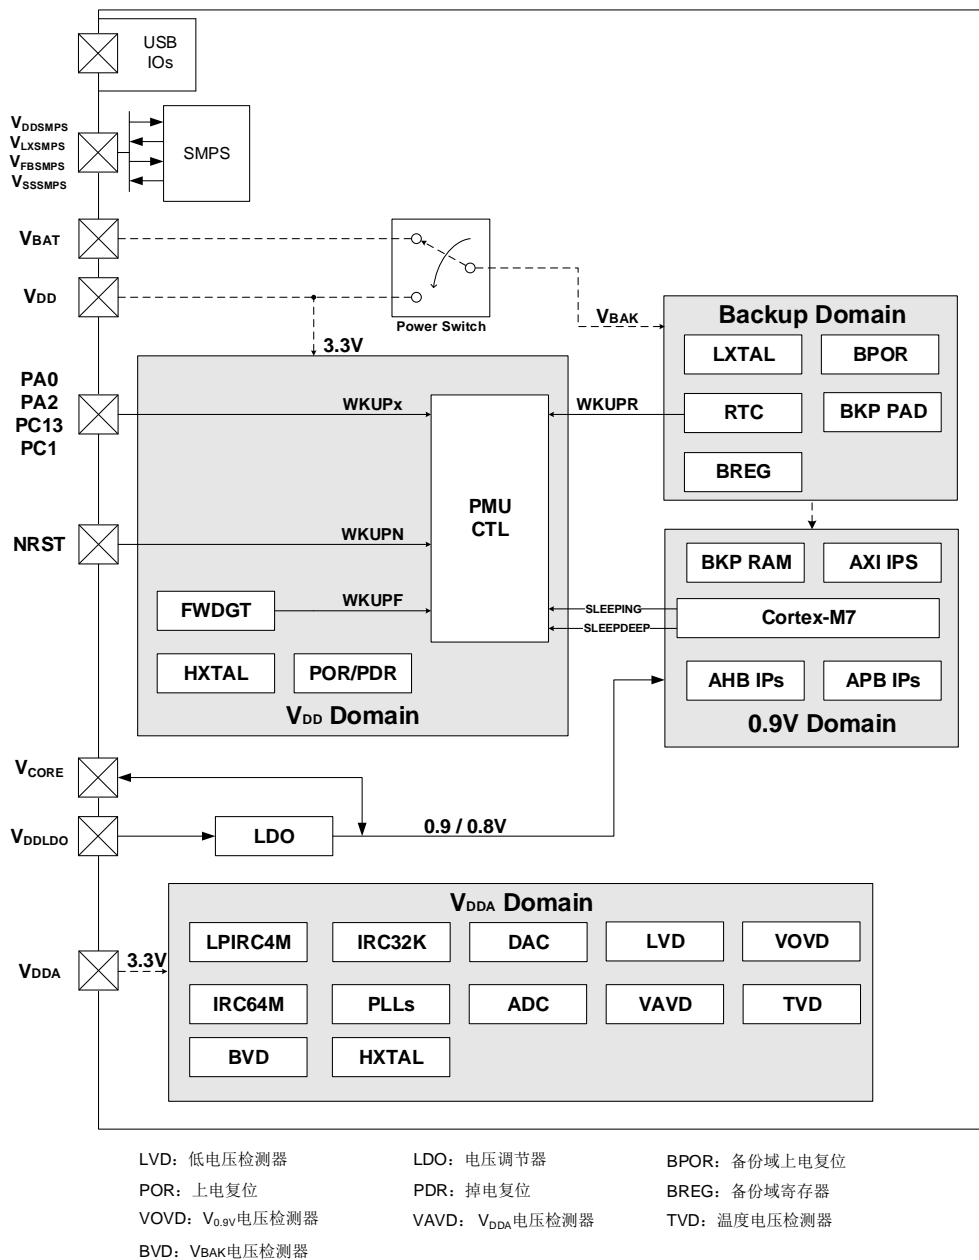 USB
IOs
VDDSMPS
VLXSMPS
VFBSMPS
VSSSMPS
SMPS
VBAT
VDD
Power Switch
VBAK
3.3V
Backup Domain
LXTAL
BPOR
RTC
BKP PAD
BREG
PA0
PA2
PC13
PC1
WKUPx
WKUPR
PMU
CTL
NRST
WKUPN
FWDGT
WKUPF
HXTAL
POR/PDR
VDD Domain
BKP RAM
AXI IPS
SLEEPING
SLEEPDEEP
Cortex-M7
AHB IPs
APB IPs
0.9V Domain
VCORE
VDDLDO
LDO
0.9 / 0.8V
VDDA Domain
VDDA
3.3V
LPIRC4M
IRC32K
DAC
LVD
VOVD
IRC64M
PLLs
ADC
VAVD
TVD
BVD
HXTAL
LVD：低电压检测器
LDO：电压调节器
BPOR：备份域上电复位
POR：上电复位
PDR：掉电复位
BREG：备份域寄存器
VOVD：V0.9V电压检测器
VAVD：VDDA电压检测器
TVD：温度电压检测器
BVD：VBAK电压检测器